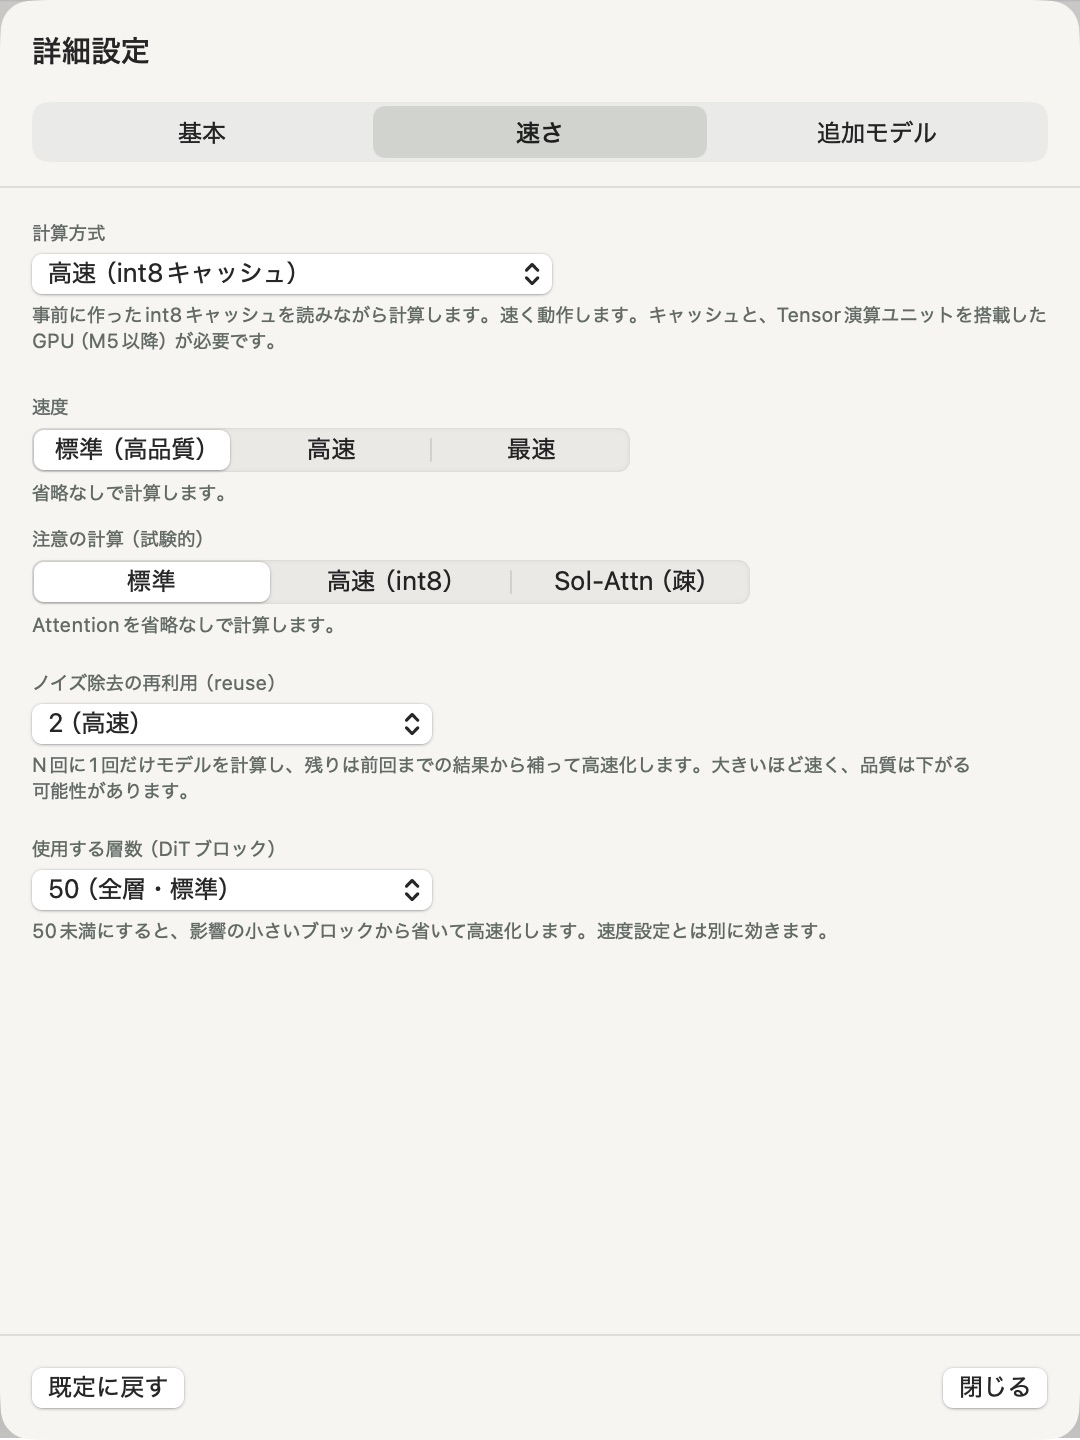 詳細設定
基本
速さ
追加モデル
計算方式
高速（int8キャッシュ）
事前に作ったint8キャッシュを読みながら計算します。速く動作します。キャッシュと、Tensor演算ユニットを搭載した
GPU（M5以降）が必要です。
速度
標準（高品質）
高速
最速
省略なしで計算します。
注意の計算（試験的）
標準
高速（int8）
Sol-Attn（疎）
Attentionを省略なしで計算します。
ノイズ除去の再利用（reuse）
2（高速）
N回に1回だけモデルを計算し、残りは前回までの結果から補って高速化します。大きいほど速く、品質は下がる
可能性があります。
使用する層数（DiTブロック）
50（全層・標準）
50未満にすると、影響の小さいブロックから省いて高速化します。速度設定とは別に効きます。
既定に戻す
閉じる